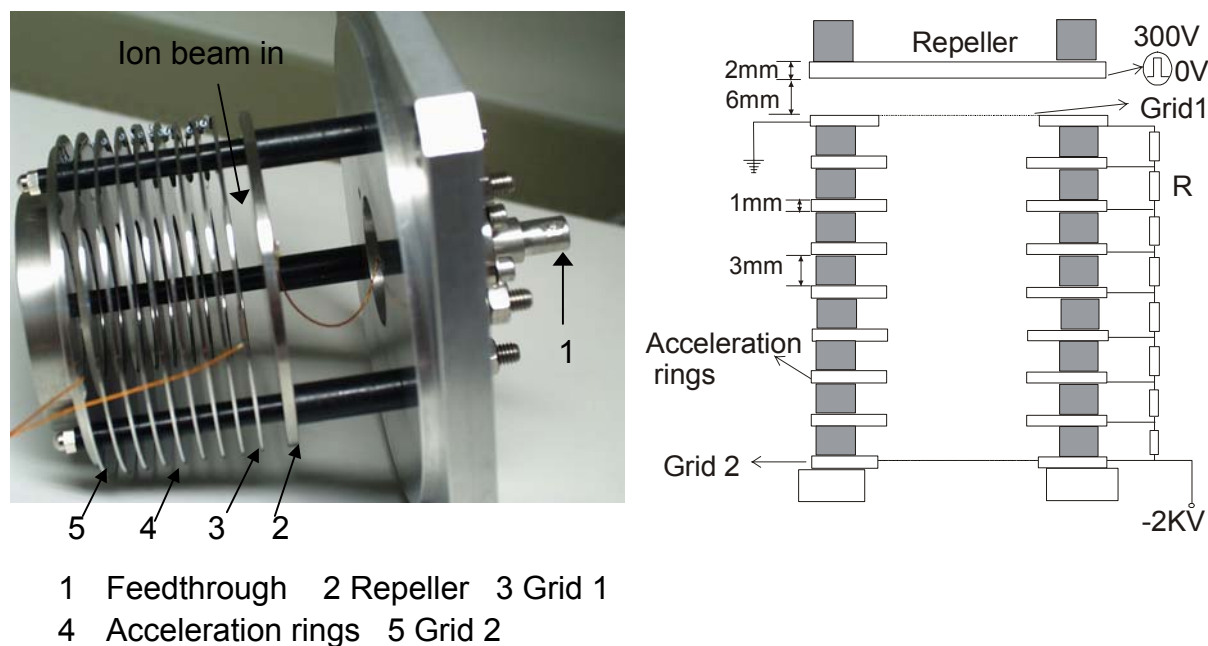 Ion beam in
1
5
4
3
2
1 Feedthrough 2 Repeller 3 Grid 1
4 Acceleration rings 5 Grid 2
Repeller
300V
0V
2mm
6mm
Grid1
R
1mm
3mm
Acceleration
rings
Grid 2
-2KV